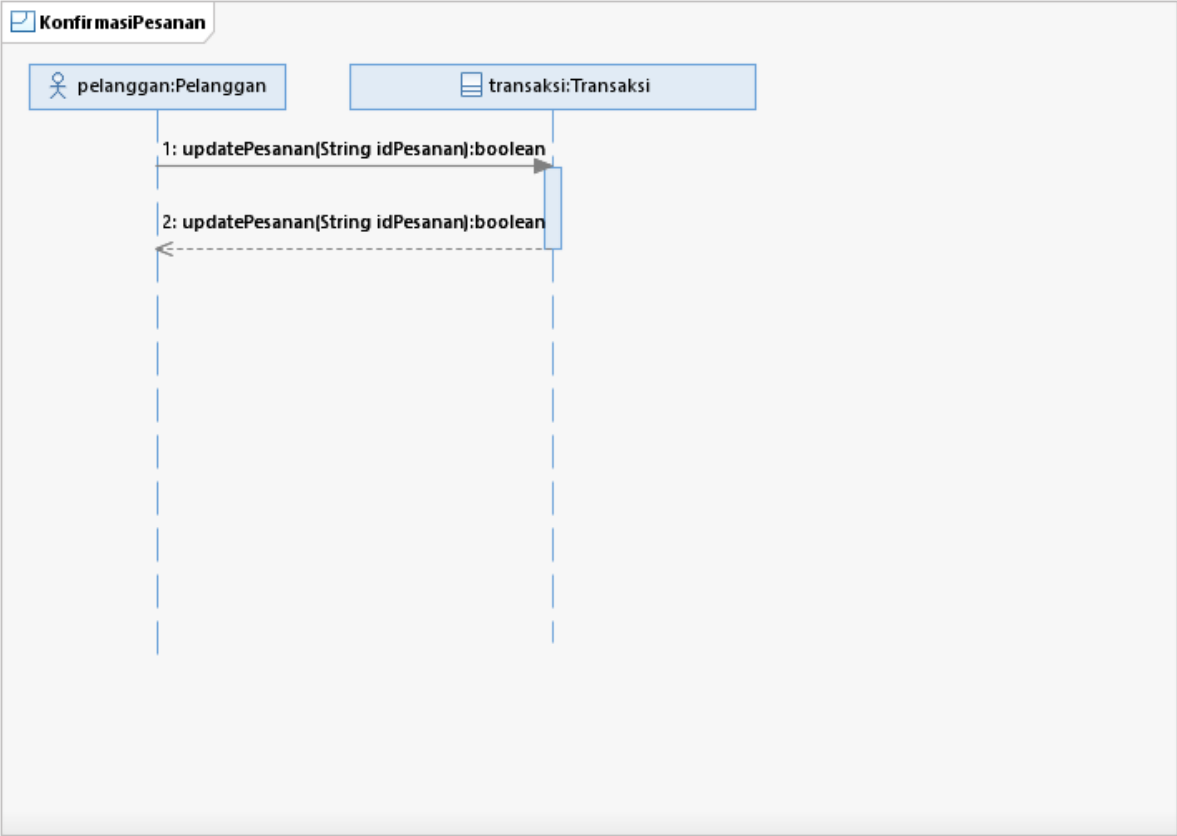 KonfirmasiPesanan
pelanggan:Pelanggan
transaksi:Transaksi
1: updatePesanan(String idPesanan):boolean
2: updatePesanan(String idPesanan):boolean